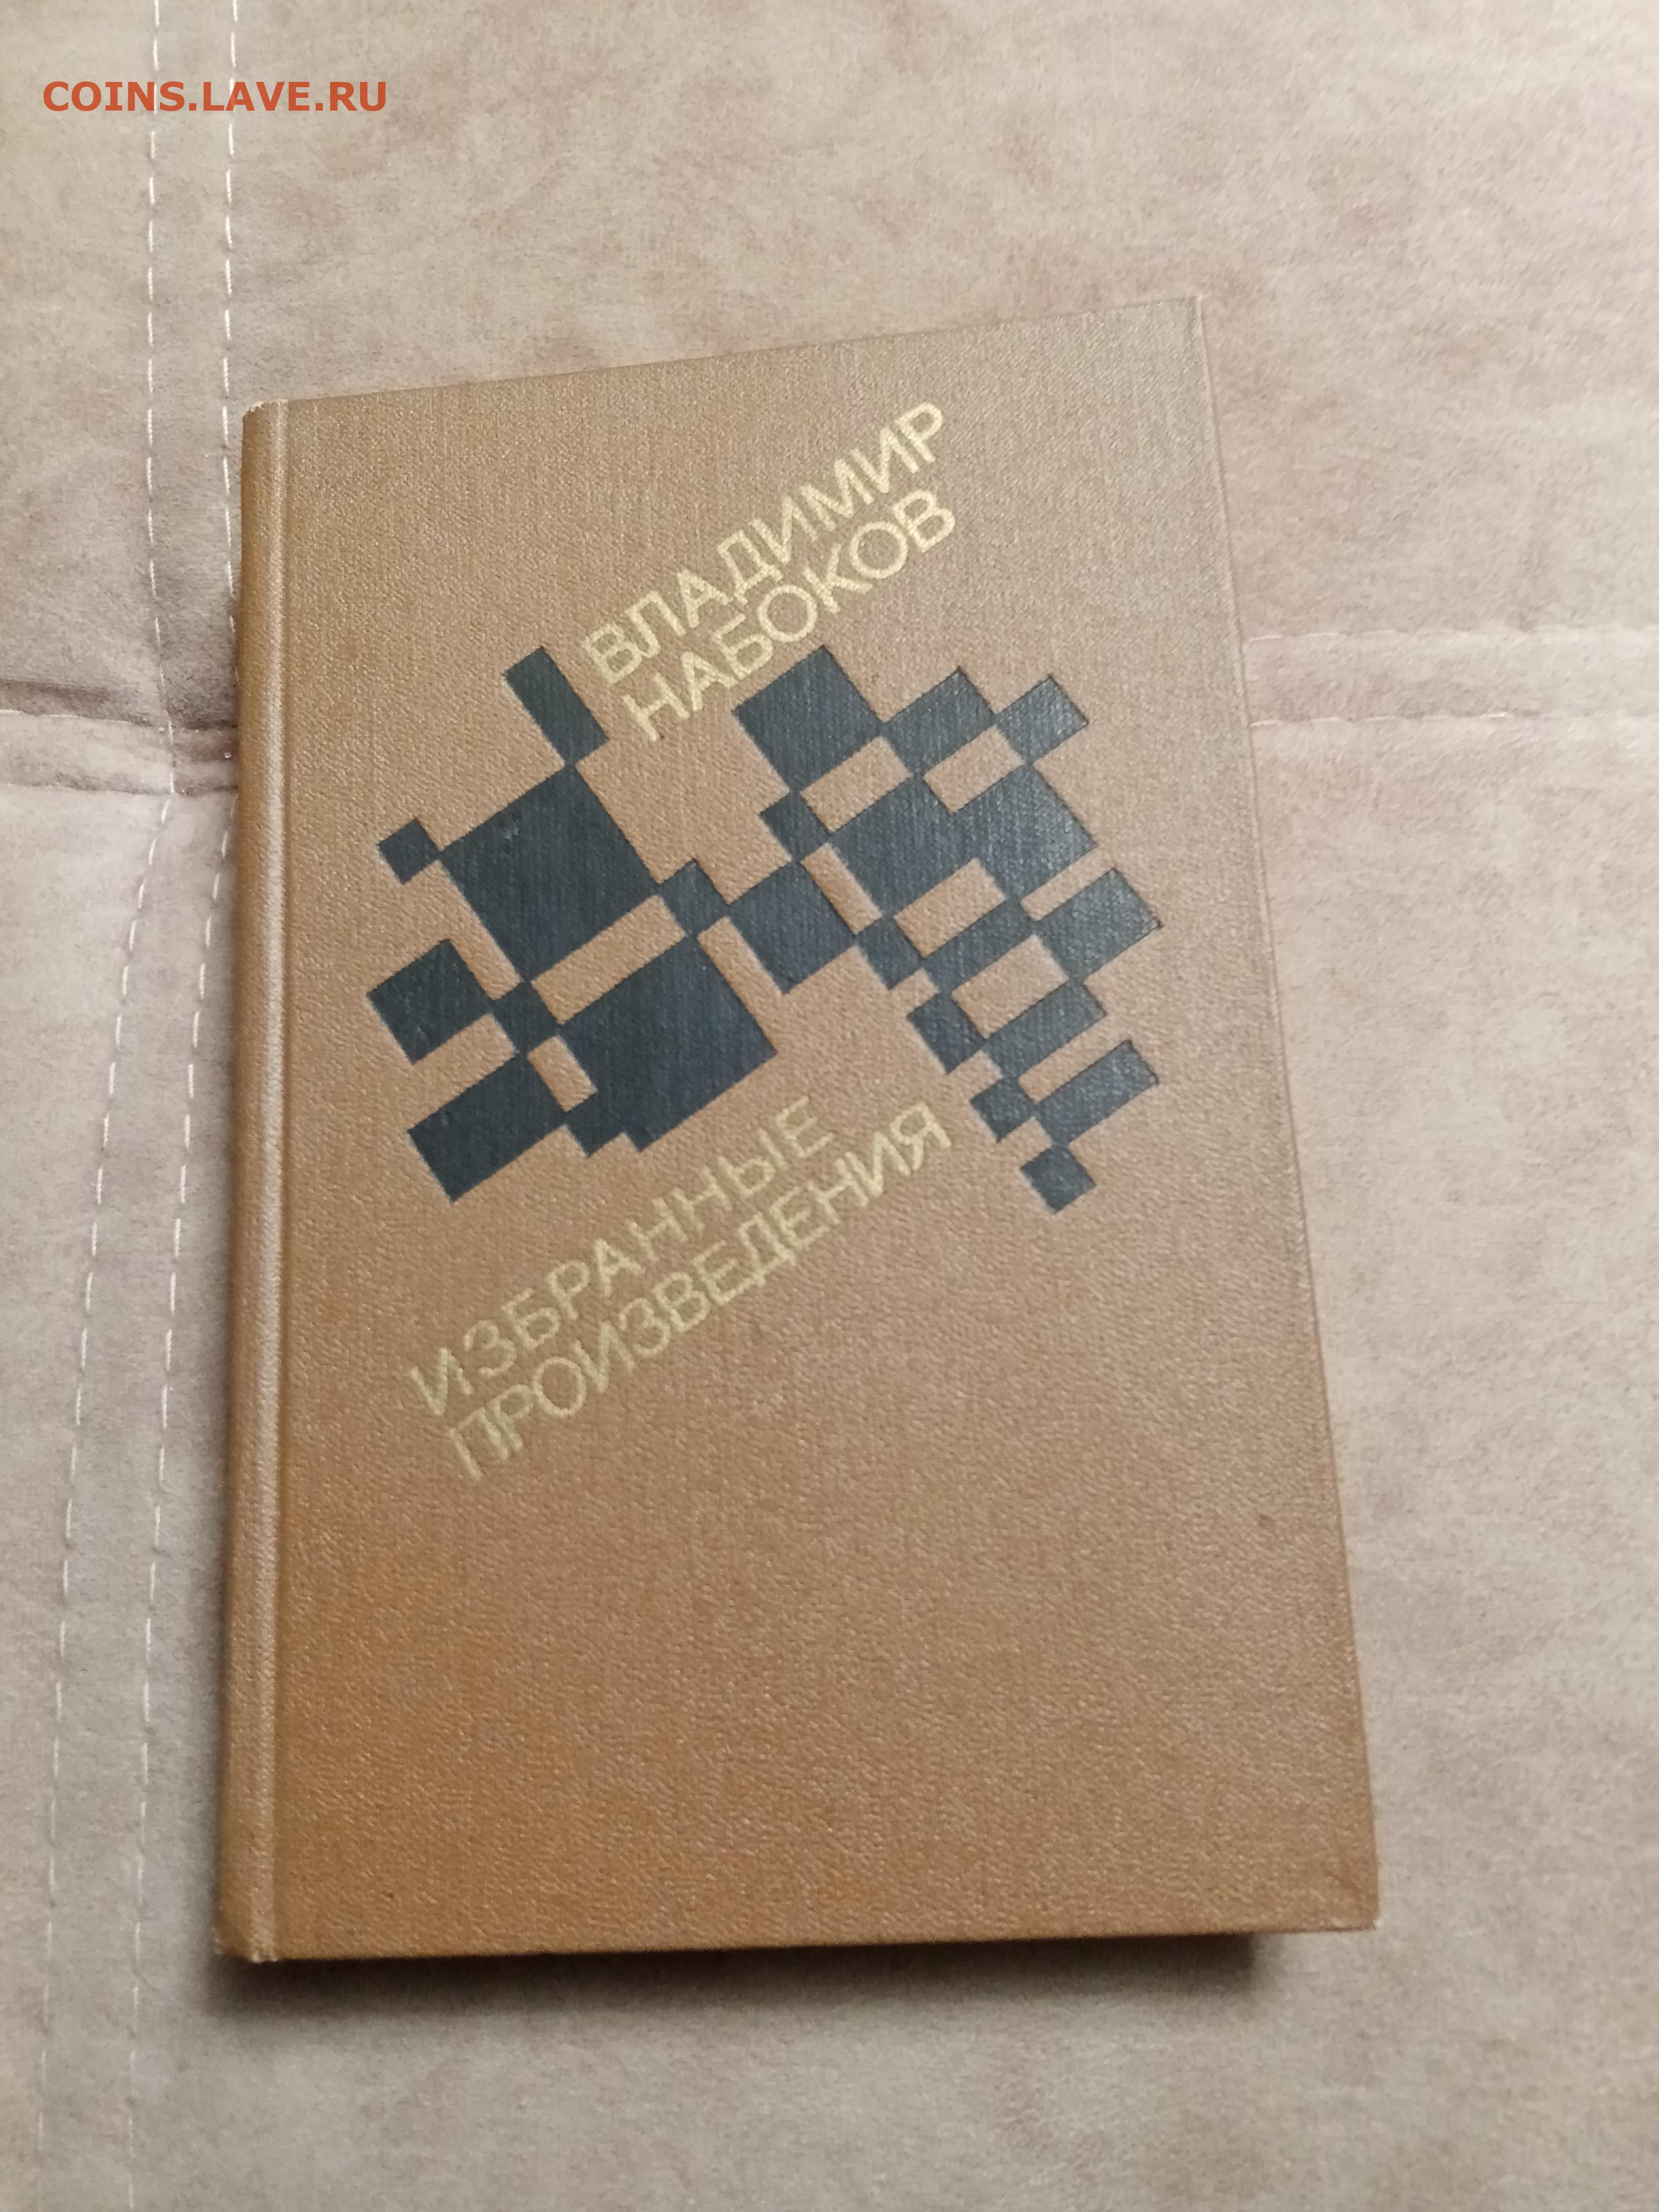 COINS.LAVE.RU
ВЛАДИМИР
НАБОКОВ
ИЗБРАННЫЕ
ПРОИЗВЕДЕНИЯ